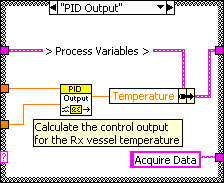 "PID Output"
> Process Variables >
PID
Output
Temperature
Calculate the control output
for the Rx vessel temperature
Acquire Data
?